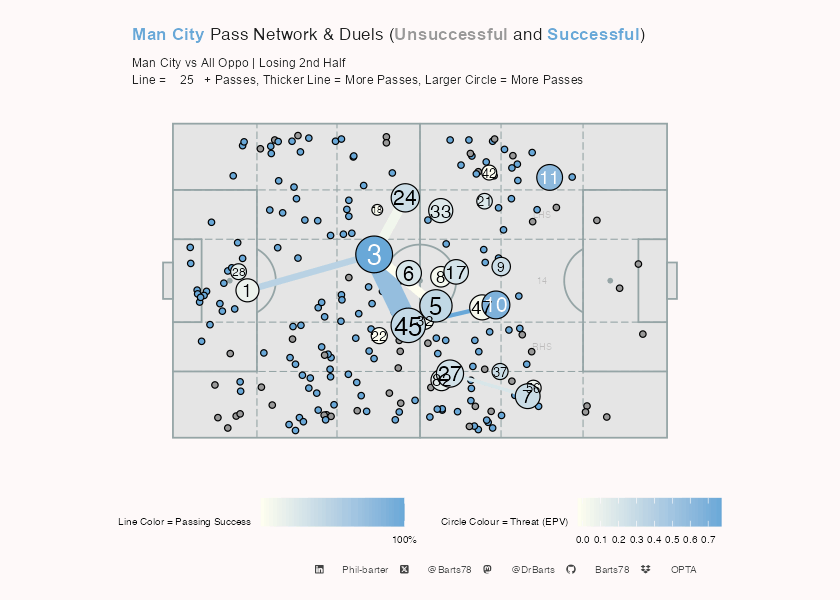 Man City Pass Network & Duels (Unsuccessful and Successful)
Man City vs All Oppo | Losing 2nd Half
Line = 25 + Passes, Thicker Line = More Passes, Larger Circle = More Passes
42
11
24
18
33
21
3
28
1
6
8
17
9
14
5
47
10
45
22
RHS
27
37
7
Line Color = Passing Success
100%
Circle Colour = Threat (EPV)
0.0 0.1 0.2 0.3 0.4 0.5 0.6 0.7
Phil-barter @Barts78 @DrBarts Barts78 OPTA